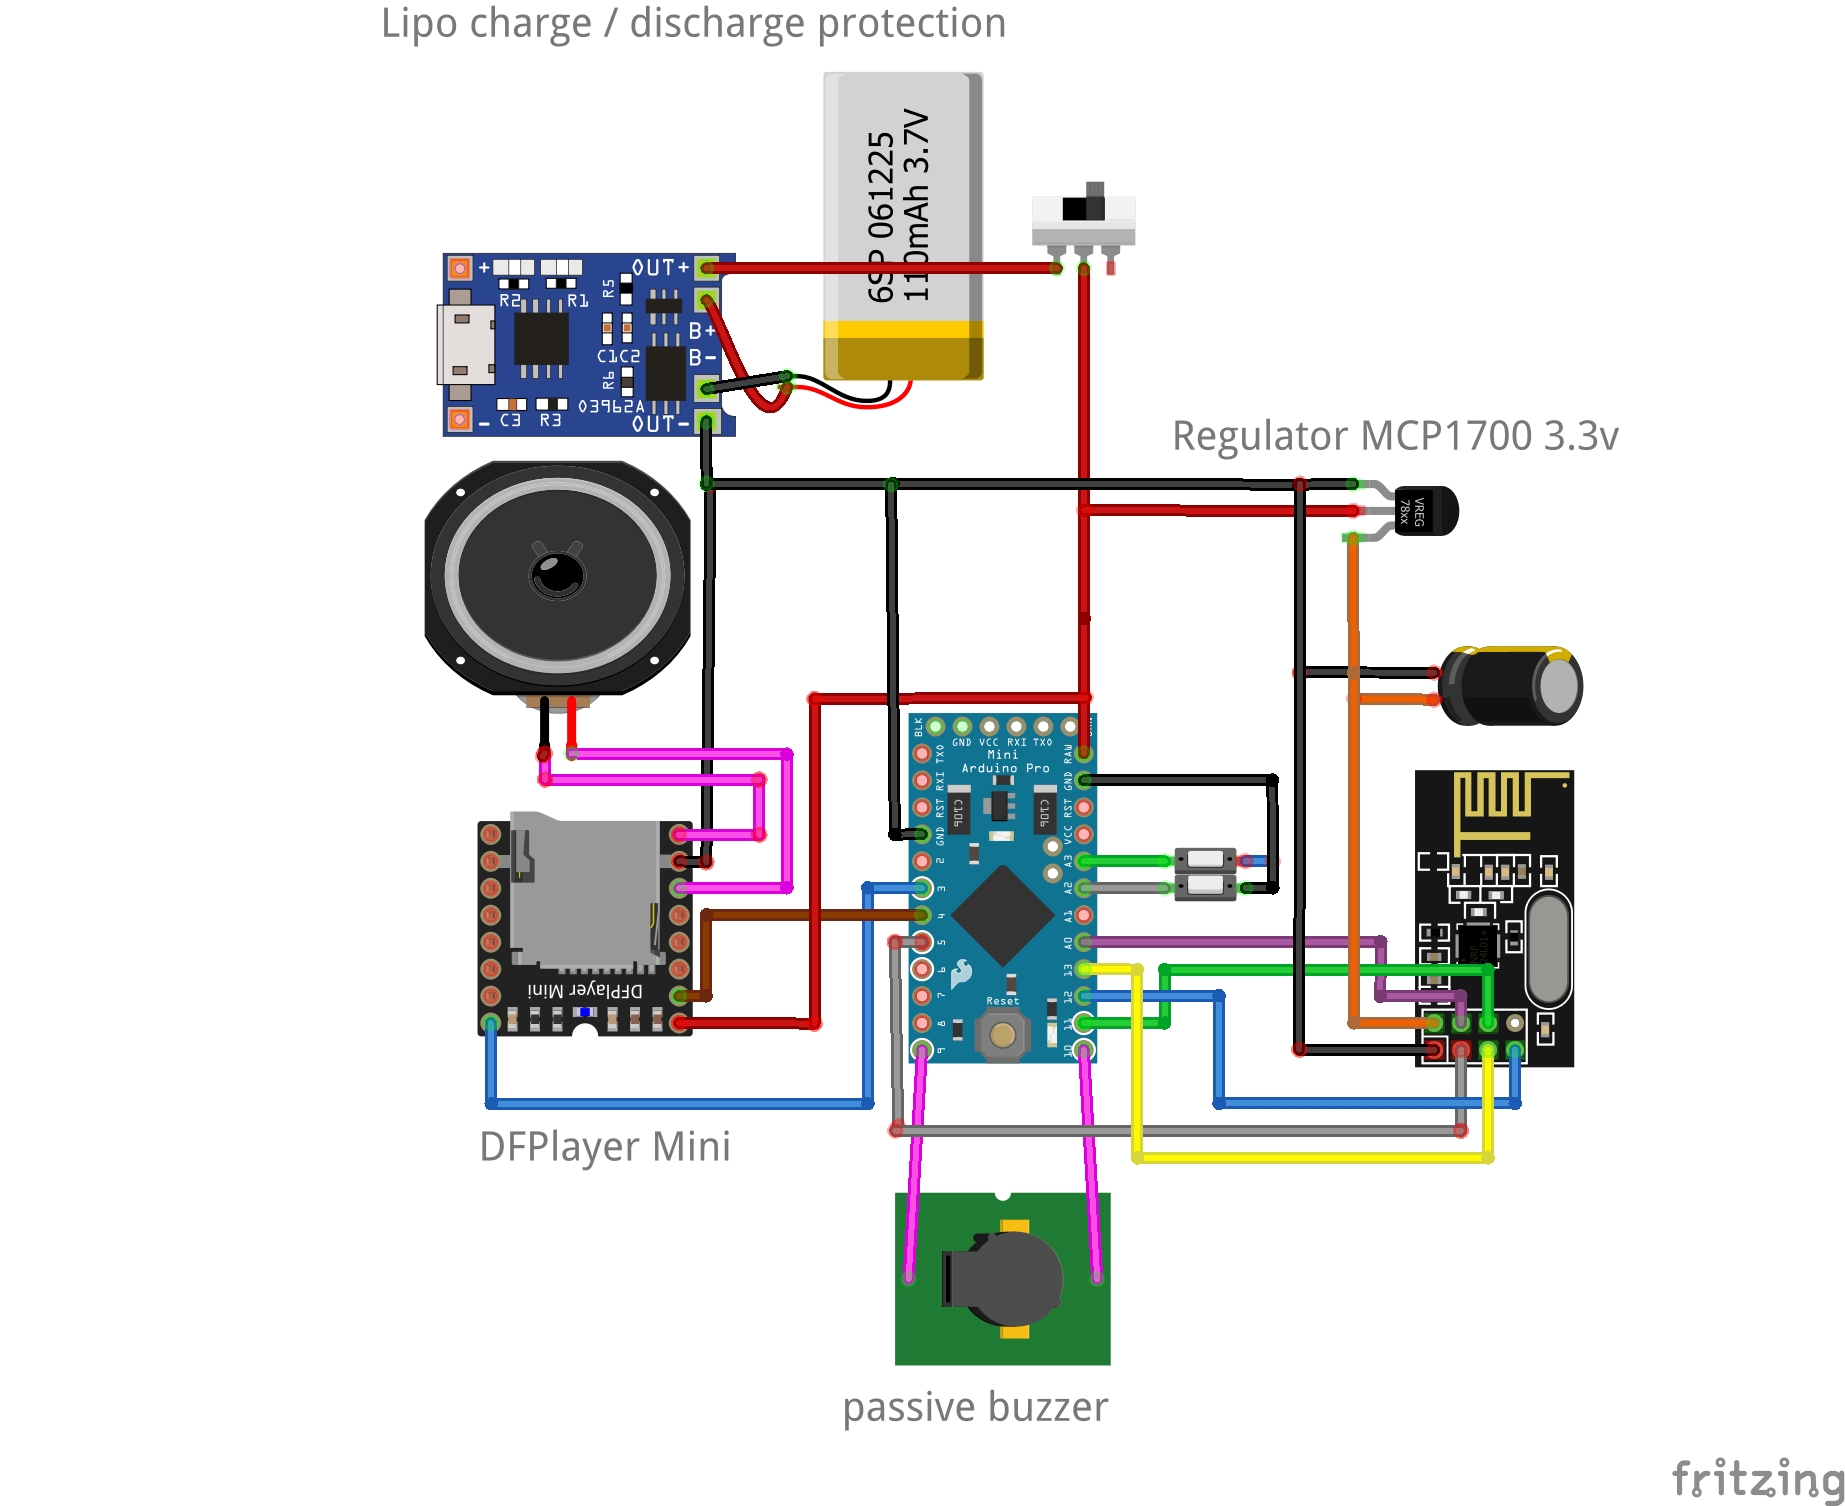 Lipo charge / discharge protection
6SP 061225
110mAh 3.7V
+
R2
R1
R5
OUT+
B+
B-
C1C2
R6
03962A
-
C3
R3
OUT-
Regulator MCP1700 3.3v
VREG
78xx
BLK
GND
VCC
RXI
TXO
Mini
Arduino Pro
TXO
RXI
RST
GND
2
3
4
5
6
7
8
9
RAW
GND
RST
VCC
A3
A2
A1
A0
13
12
11
10
C106
C106
Reset
DFPlayer Mini
DFPlayer Mini
passive buzzer
fritzing